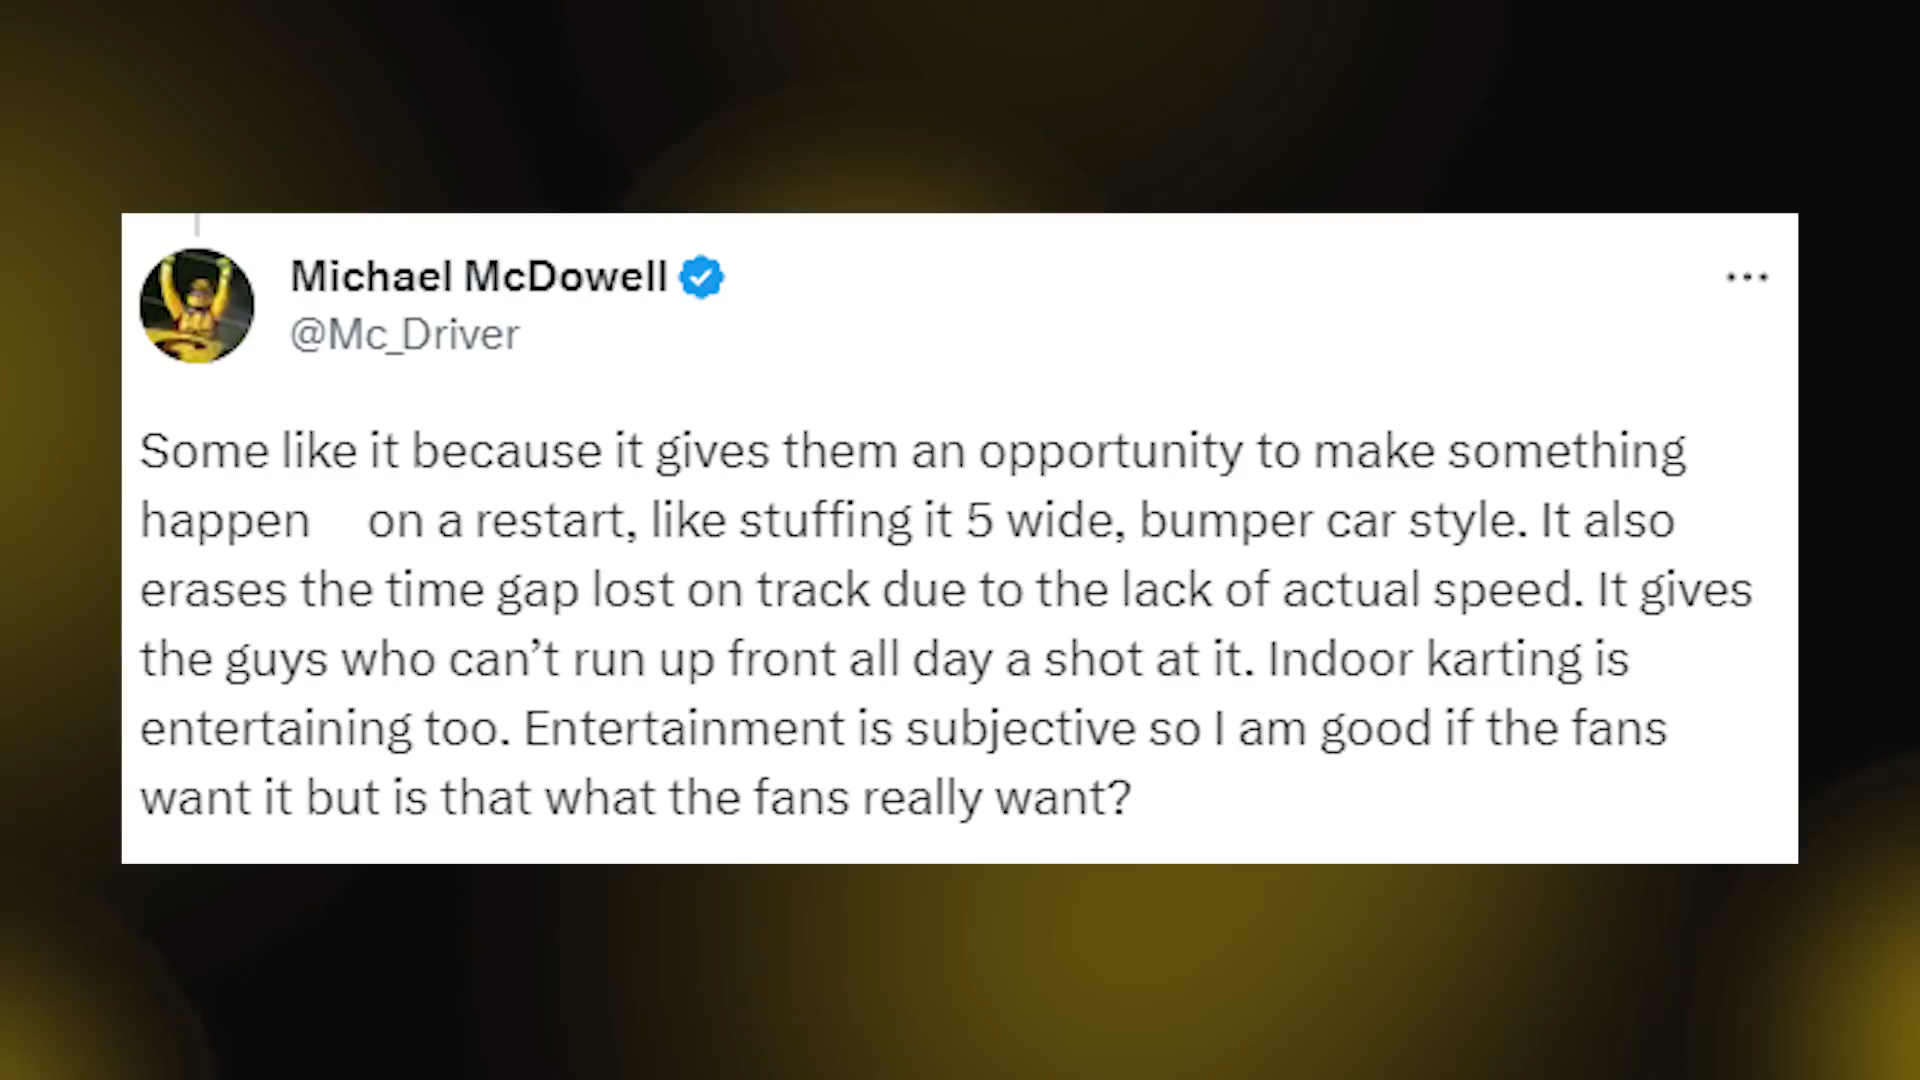 Michael McDowell
@Mc_Driver
Some like it because it gives them an opportunity to make something
happen on a restart, like stuffing it 5 wide, bumper car style. It also
erases the time gap lost on track due to the lack of actual speed. It gives
the guys who can’t run up front all day a shot at it. Indoor karting is
entertaining too. Entertainment is subjective so I am good if the fans
want it but is that what the fans really want?